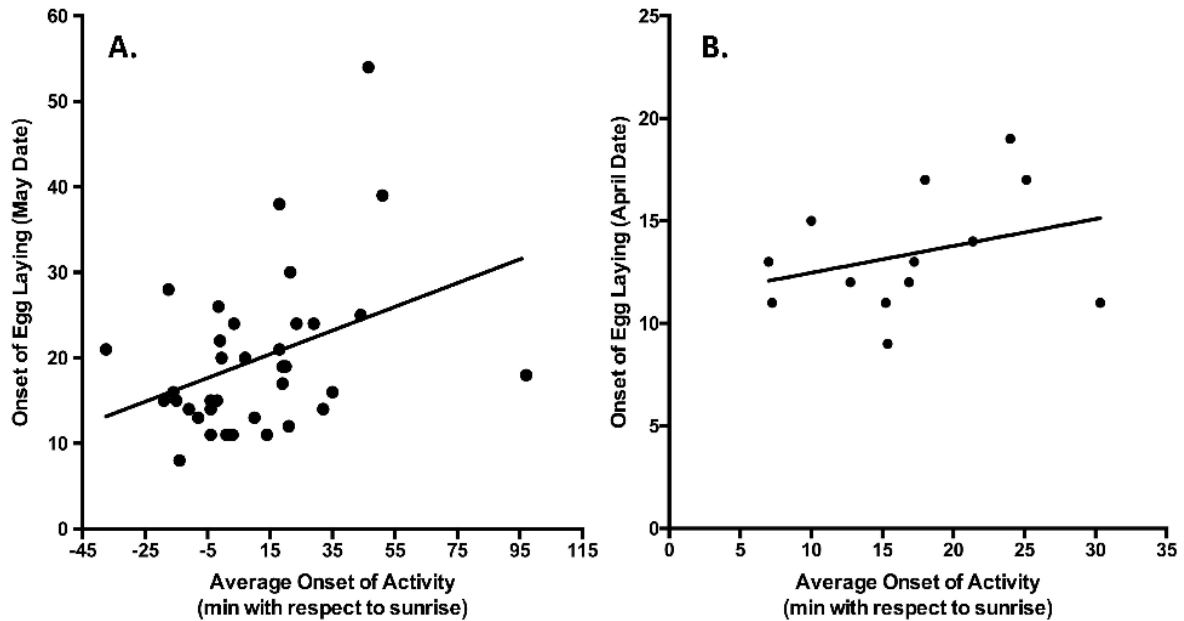 A.
Onset of Egg Laying (May Date)
60
50
40
30
20
10
0
-45 -25 -5 15 35 55 75 95 115
Average Onset of Activity
(min with respect to sunrise)
B.
Onset of Egg Laying (April Date)
25
20
15
10
5
0
0 5 10 15 20 25 30 35
Average Onset of Activity
(min with respect to sunrise)